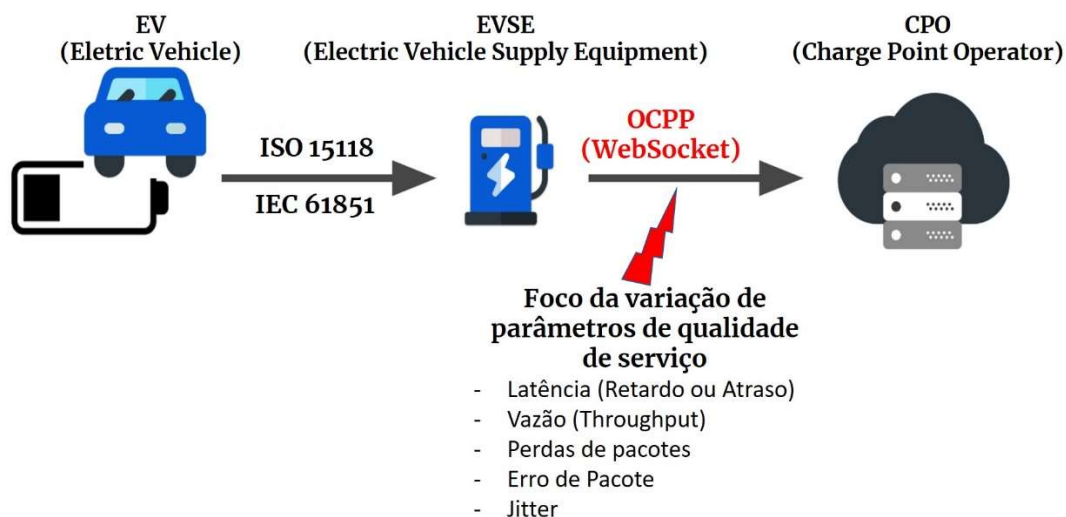 EV
(Eletric Vehicle)
EVSE
(Electric Vehicle Supply Equipment)
CPO
(Charge Point Operator)
ISO 15118
IEC 61851
OCPP
(WebSocket)
Foco da variação de
parâmetros de qualidade
de serviço
- Latência (Retardo ou Atraso)
- Vazão (Throughput)
- Perdas de pacotes
- Erro de Pacote
- Jitter